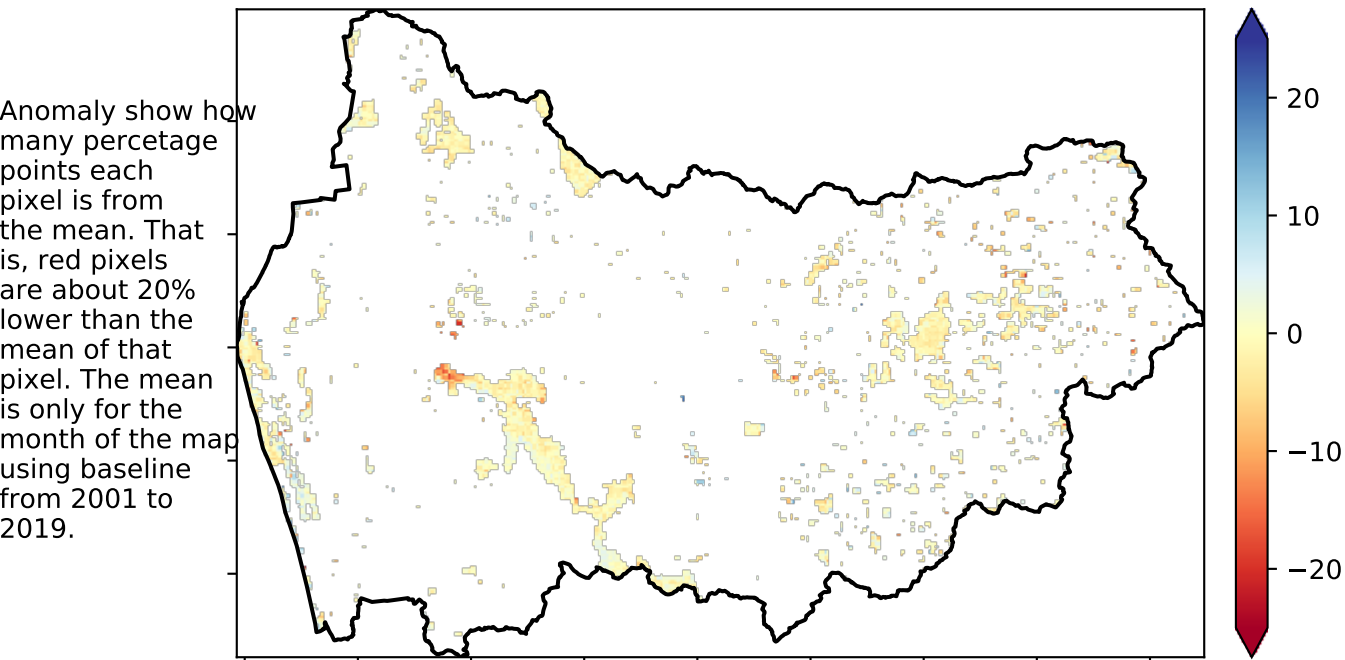 Anomaly show how
many percetage
points each
pixel is from
the mean. That
is, red pixels
are about 20%
lower than the
mean of that
pixel. The mean
is only for the
month of the map
using baseline
from 2001 to
2019.
20
10
0
−10
−20